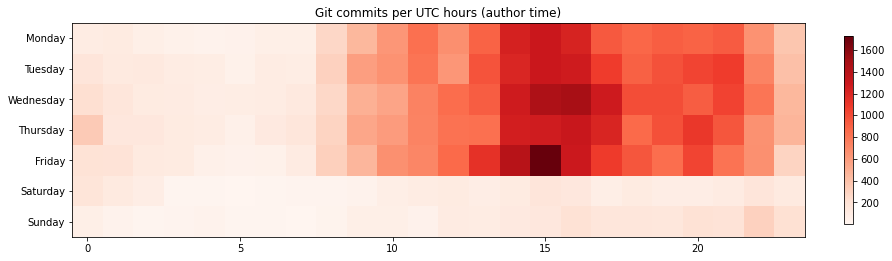 Git commits per UTC hours (author time)
Monday
Tuesday
Wednesday
Thursday
Friday
Saturday
Sunday
0 5 10 15 20
1600
1400
1200
1000
800
600
400
200